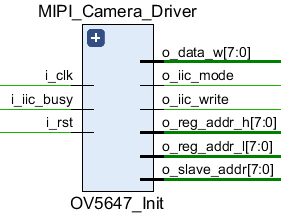 MIPI_Camera_Driver
o_data_w[7:0]
i_clk
o_iic_mode
i_iic_busy
o_iic_write
i_rst
o_reg_addr_h[7:0]
o_reg_addr_l[7:0]
o_slave_addr[7:0]
OV5647_Init